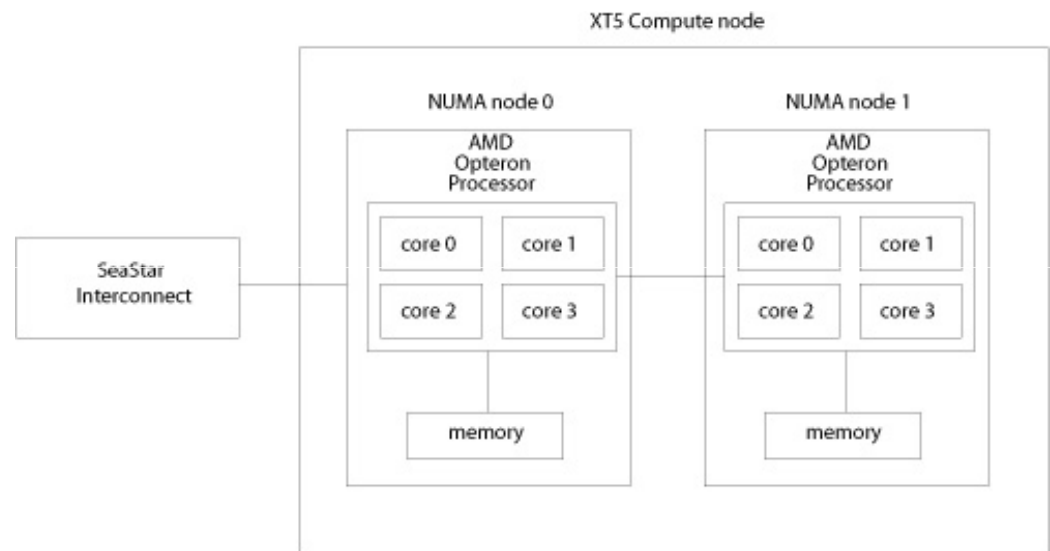 XT5 Compute node
NUMA node 0
NUMA node 1
AMD
Opteron
Processor
AMD
Opteron
Processor
core 0
core 1
core 0
core 1
SeaStar
Interconnect
core 2
core 3
core 2
core 3
memory
memory